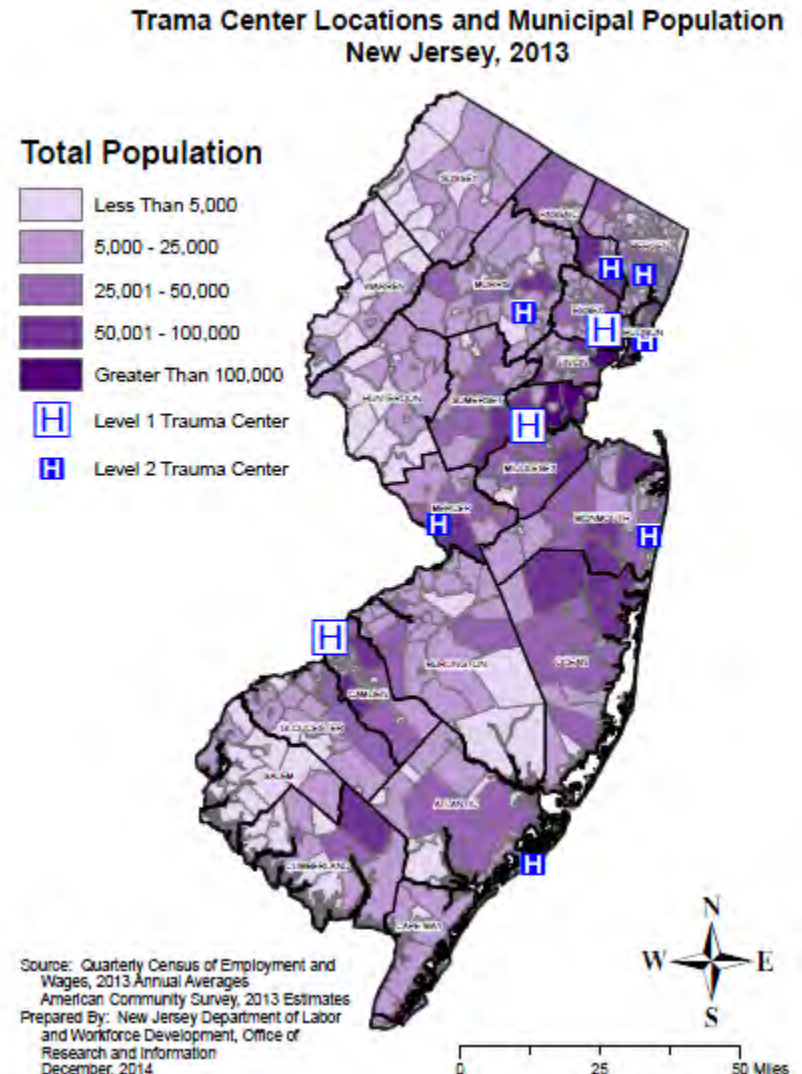 Trama Center Locations and Municipal Population
New Jersey, 2013
Total Population
Less Than 5,000
5,000 - 25,000
25,001 - 50,000
50,001 - 100,000
Greater Than 100,000
H Level 1 Trauma Center
H Level 2 Trauma Center
SUSSEX
PASSAIC
BERGEN
WARREN
MORRIS
H
H
H
ESSEX
H
HUDSON
H
UNION
HUNTERDON
SOMERSET
H
MIDDLESEX
MERCER
H
MONMOUTH
H
H
BURLINGTON
OCEAN
CAMDEN
GLOUCESTER
SALEM
ATLANTIC
H
CUMBERLAND
CAPE MAY
N
W
E
S
Source: Quarterly Census of Employment and
Wages, 2013 Annual Averages
American Community Survey, 2013 Estimates
Prepared By: New Jersey Department of Labor
and Workforce Development, Office of
Research and Information
December, 2014
0 25 50 Miles